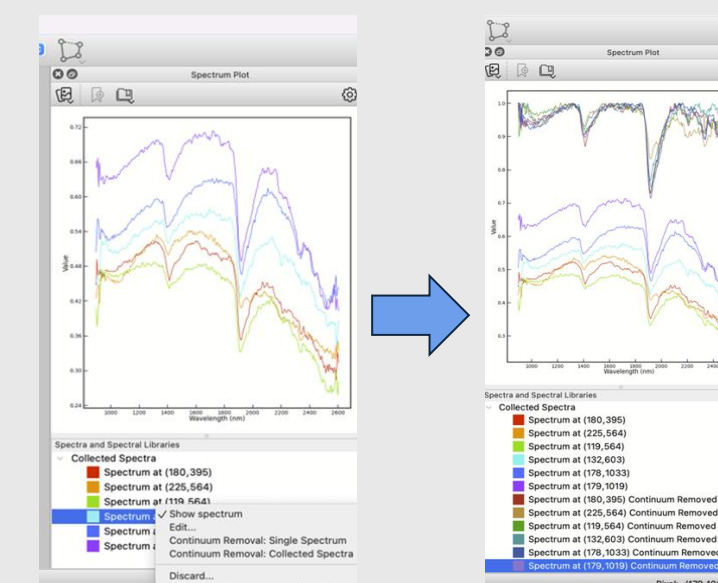 Spectrum Plot
0.72
0.66
0.60
0.54
0.48
0.42
0.36
0.30
0.24
Value
1000 1200 1400 1600 1800 2000 2200 2400 2600
Wavelength (nm)
Spectra and Spectral Libraries
Collected Spectra
Spectrum at (180,395)
Spectrum at (225,564)
Spectrum at (119,564)
Spectrum
Spectrum
Spectrum
✓ Show spectrum
Edit...
Continuum Removal: Single Spectrum
Continuum Removal: Collected Spectra
Discard...
Spectrum Plot
1.0
0.9
0.8
0.7
0.6
0.5
0.4
0.3
Value
1000 1200 1400 1600 1800 2000 2200
Wavelength (nm)
Spectra and Spectral Libraries
Collected Spectra
Spectrum at (180,395)
Spectrum at (225,564)
Spectrum at (119,564)
Spectrum at (132,603)
Spectrum at (178,1033)
Spectrum at (179,1019)
Spectrum at (180,395) Continuum Removed
Spectrum at (225,564) Continuum Removed
Spectrum at (119,564) Continuum Removed
Spectrum at (132,603) Continuum Removed
Spectrum at (178,1033) Continuum Removed
Spectrum at (179,1019) Continuum Removed